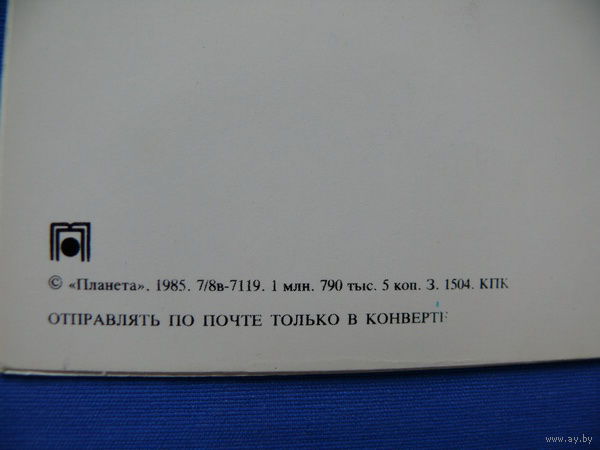 © «Планета». 1985. 7/8в-7119. 1 млн. 790 тыс. 5 коп. З. 1504. КПК
ОТПРАВЛЯТЬ ПО ПОЧТЕ ТОЛЬКО В КОНВЕРТЕ
www.ay.by